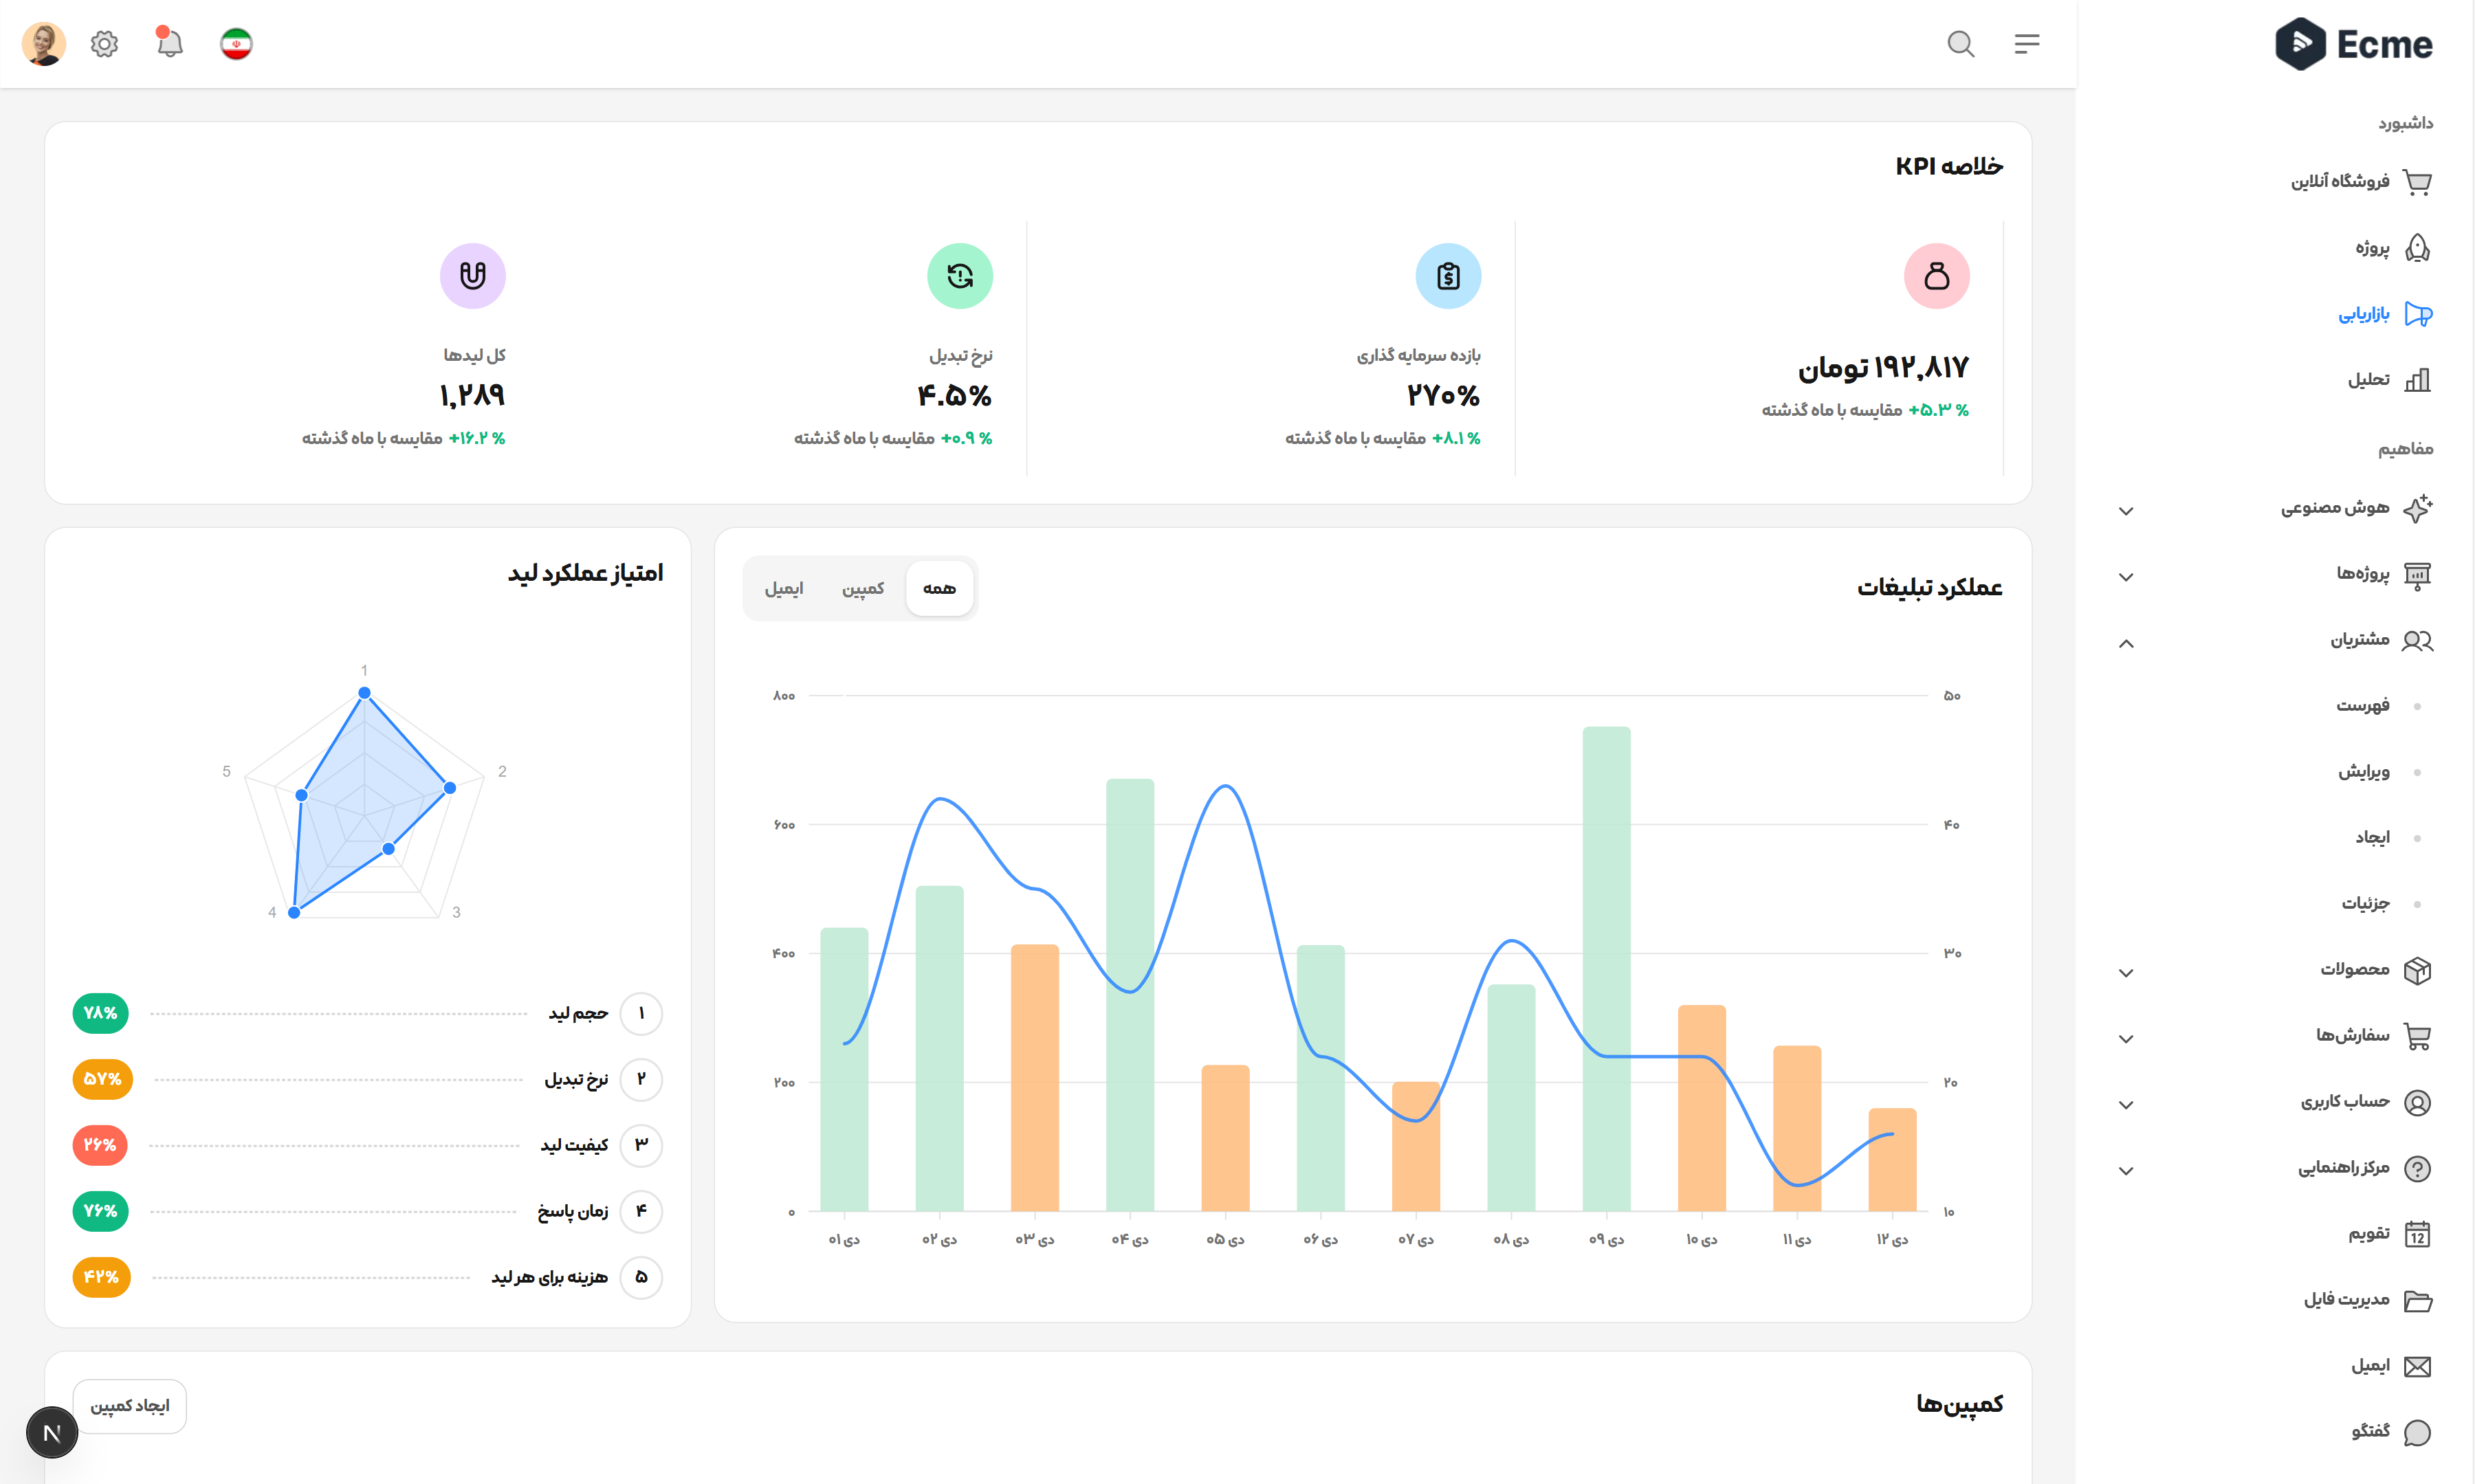 Ecme
داشبورد
فروشگاه آنلاین
پروژه
بازاریابی
تحلیل
مفاهیم
هوش مصنوعی
پروژه‌ها
مشتریان
فهرست
ویرایش
ایجاد
جزئیات
محصولات
سفارش‌ها
حساب کاربری
مرکز راهنمایی
12
تقویم
مدیریت فایل
ایمیل
گفتگو
خلاصه KPI
۱۹۲,۸۱۷ تومان
+۵.۳ % مقایسه با ماه گذشته
بازده سرمایه گذاری
۲۷۰%
+۸.۱ % مقایسه با ماه گذشته
نرخ تبدیل
۴.۵%
+۰.۹ % مقایسه با ماه گذشته
کل لیدها
۱,۲۸۹
+۱۶.۲ % مقایسه با ماه گذشته
عملکرد تبلیغات
همه
کمپین
ایمیل
۸۰۰
۶۰۰
۴۰۰
۲۰۰
۰
۵۰
۴۰
۳۰
۲۰
۱۰
دی ۰۱
دی ۰۲
دی ۰۳
دی ۰۴
دی ۰۵
دی ۰۶
دی ۰۷
دی ۰۸
دی ۰۹
دی ۱۰
دی ۱۱
دی ۱۲
امتیاز عملکرد لید
1
2
3
4
5
۱ حجم لید ۷۸%
۲ نرخ تبدیل ۵۷%
۳ کیفیت لید ۲۶%
۴ زمان پاسخ ۷۶%
۵ هزینه برای هر لید ۴۲%
کمپین‌ها
ایجاد کمپین
N